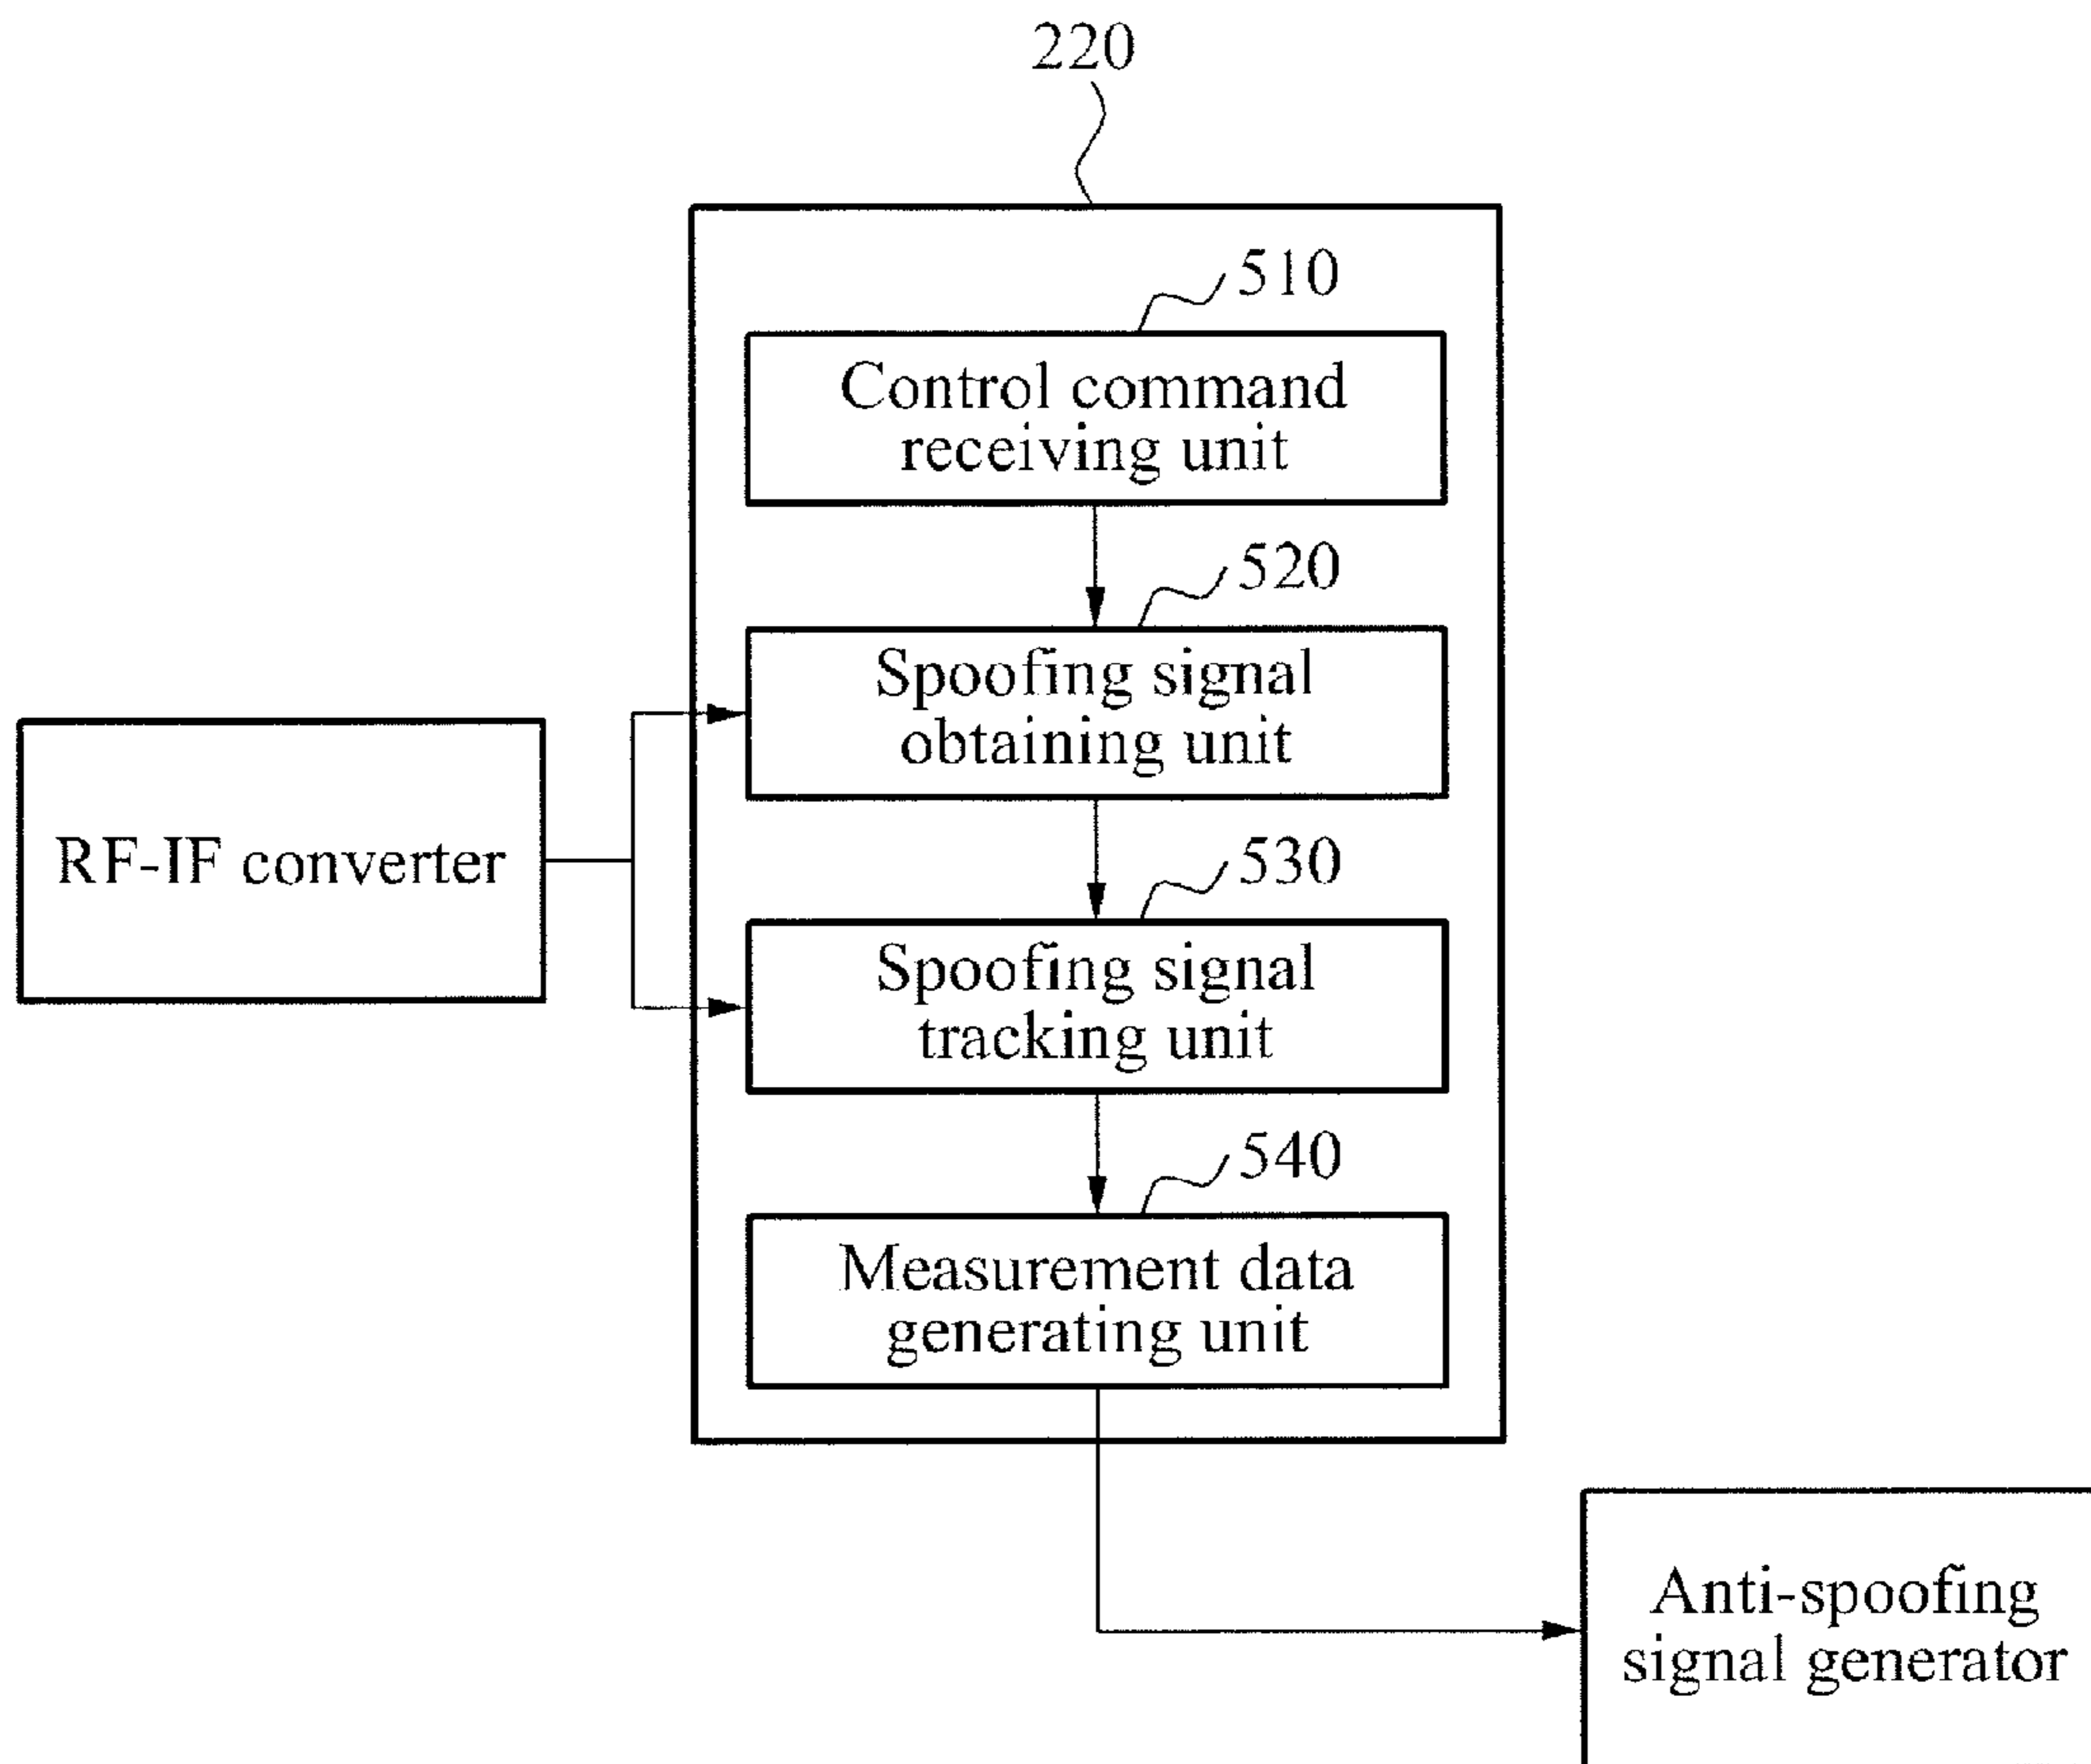 220
510
Control command
receiving unit
520
Spoofing signal
obtaining unit
RF-IF converter
530
Spoofing signal
tracking unit
540
Measurement data
generating unit
Anti-spoofing
signal generator